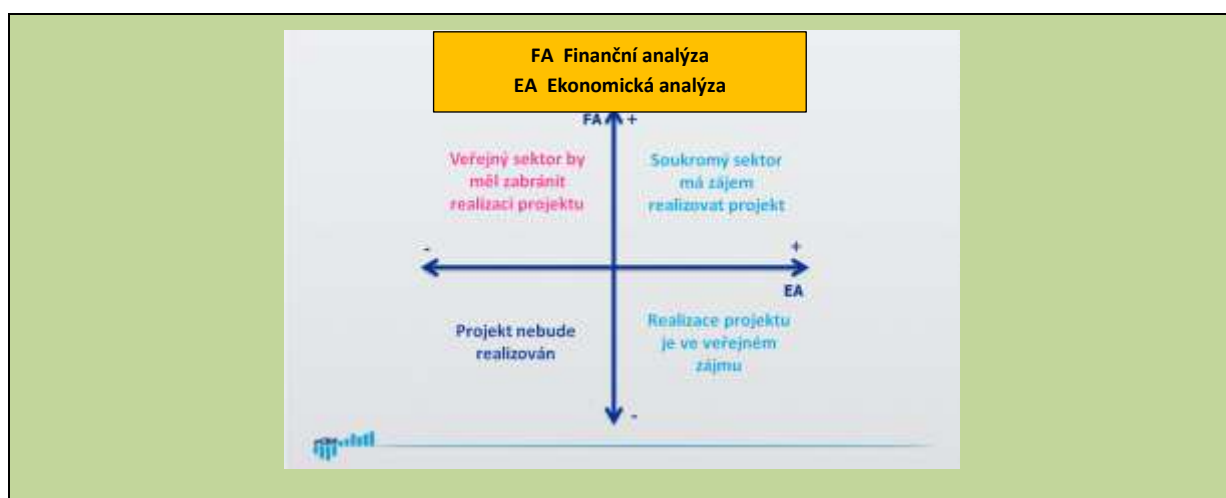 FA Finanční analýza
EA Ekonomická analýza
FA +
Veřejný sektor by
měl zabránit
realizaci projektu
Soukromý sektor
má zájem
realizovat projekt
-
+
EA
Projekt nebude
realizován
Realizace projektu
je ve veřejném
zájmu
-